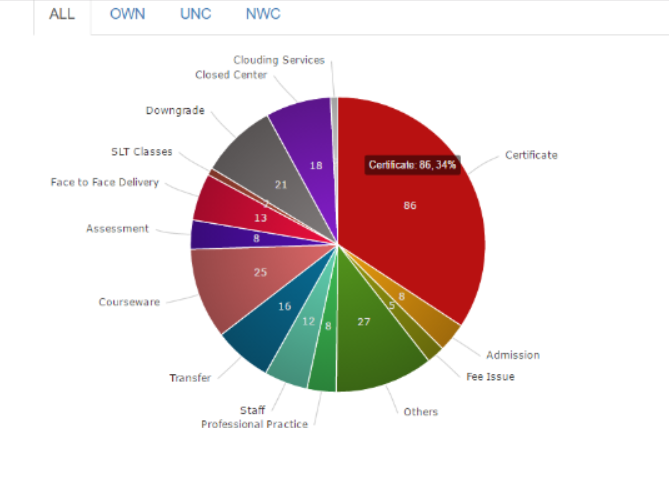 ALL OWN UNC NWC
Clouding Services
Closed Center
Downgrade
SLT Classes
Face to Face Delivery
Assessment
Courseware
Transfer
Staff
Professional Practice
Others
Fee Issue
Admission
Certificate
Certificate: 86, 34%
86
8
5
27
8
12
16
25
8
13
2
21
18